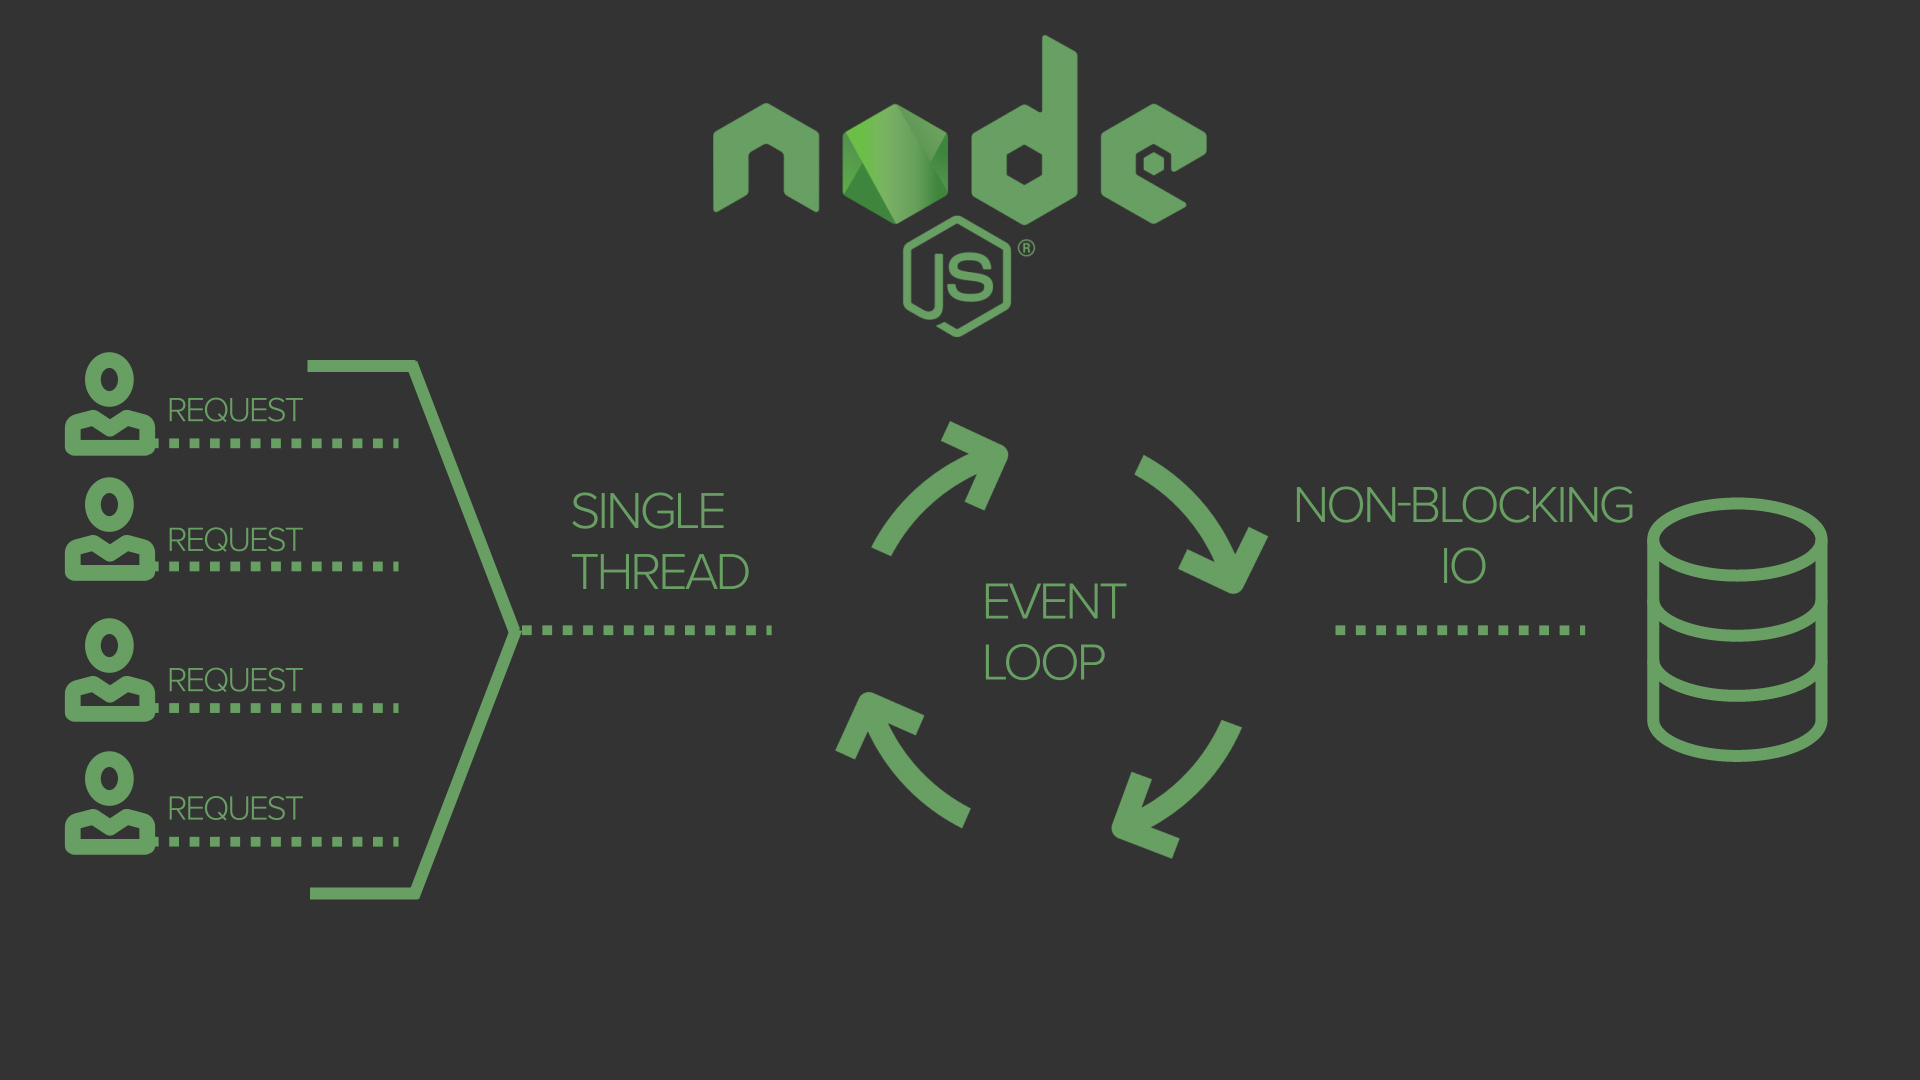 node
JS ®
REQUEST
REQUEST
REQUEST
REQUEST
SINGLE
THREAD
EVENT
LOOP
NON-BLOCKING
IO